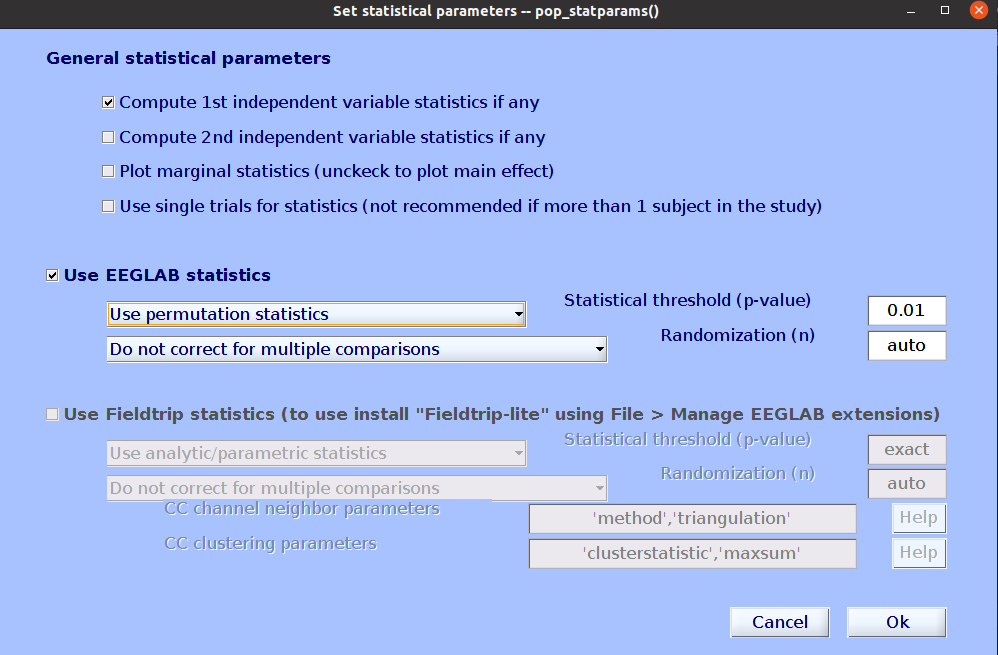 Set statistical parameters -- pop_statparams()
General statistical parameters
Compute 1st independent variable statistics if any
Compute 2nd independent variable statistics if any
Plot marginal statistics (unckeck to plot main effect)
Use single trials for statistics (not recommended if more than 1 subject in the study)
Use EEGLAB statistics
Use permutation statistics
Statistical threshold (p-value)
0.01
Randomization (n)
auto
Do not correct for multiple comparisons
Use Fieldtrip statistics (to use install "Fieldtrip-lite" using File > Manage EEGLAB extensions)
Use analytic/parametric statistics
Statistical threshold (p-value)
exact
Randomization (n)
auto
Do not correct for multiple comparisons
CC channel neighbor parameters
'method','triangulation'
Help
CC clustering parameters
'clusterstatistic','maxsum'
Help
Cancel
Ok